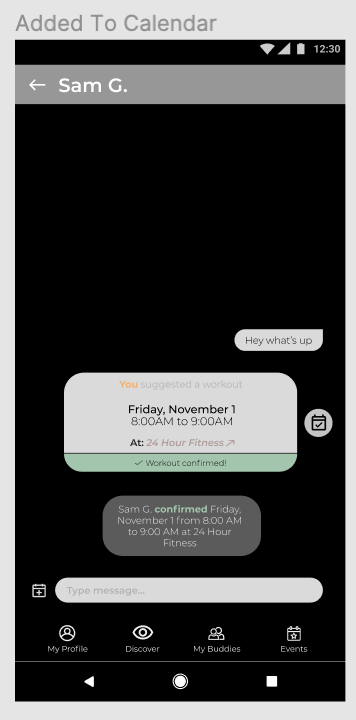 Added To Calendar
12:30
Sam G.
Hey what's up
You suggested a workout
Friday, November 1
8:00AM to 9:00AM
At: 24 Hour Fitness
Workout confirmed!
Sam G. confirmed Friday,
November 1 from 8:00 AM
to 9:00 AM at 24 Hour
Fitness
Type message...
My Profile
Discover
My Buddies
Events